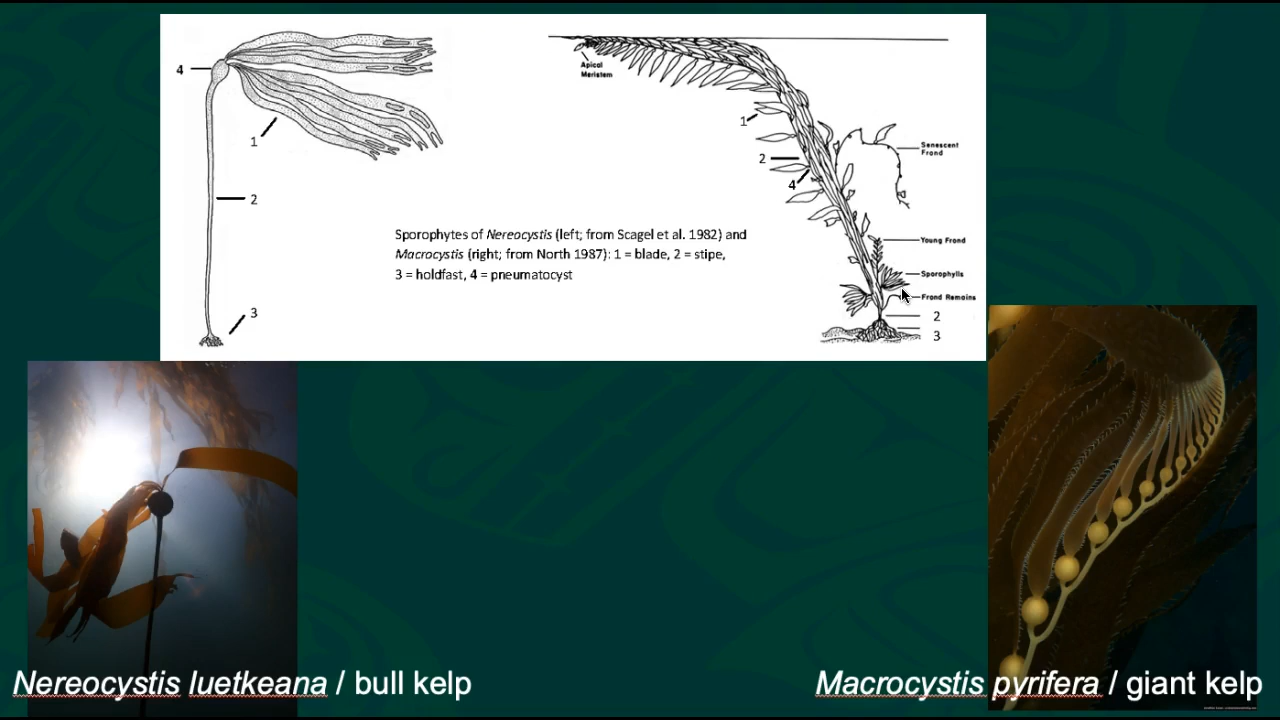 4
1
2
3
Apical
Meristem
1
2
4
Senescent
Frond
Young Frond
Sporophylls
Frond Remains
2
3
Sporophytes of Nereocystis (left; from Scagel et al. 1982) and
Macrocystis (right; from North 1987): 1 = blade, 2 = stipe,
3 = holdfast, 4 = pneumatocyst
Nereocystis luetkeana / bull kelp
Macrocystis pyrifera / giant kelp